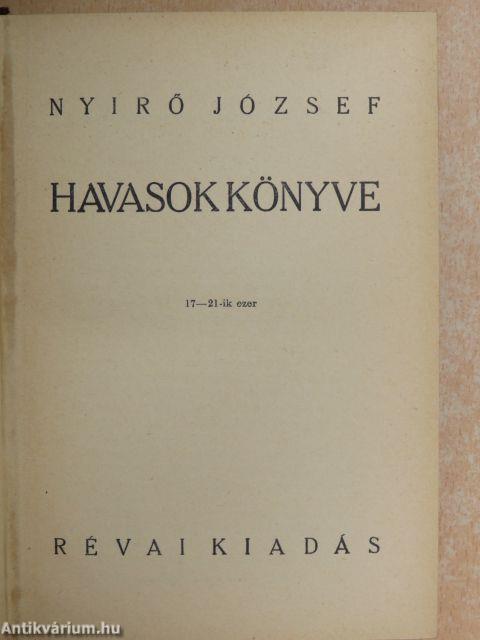 NYIRŐ JÓZSEF
HAVASOK KÖNYVE
17—21-ik ezer
RÉVAI KIADÁS
Antikvárium.hu